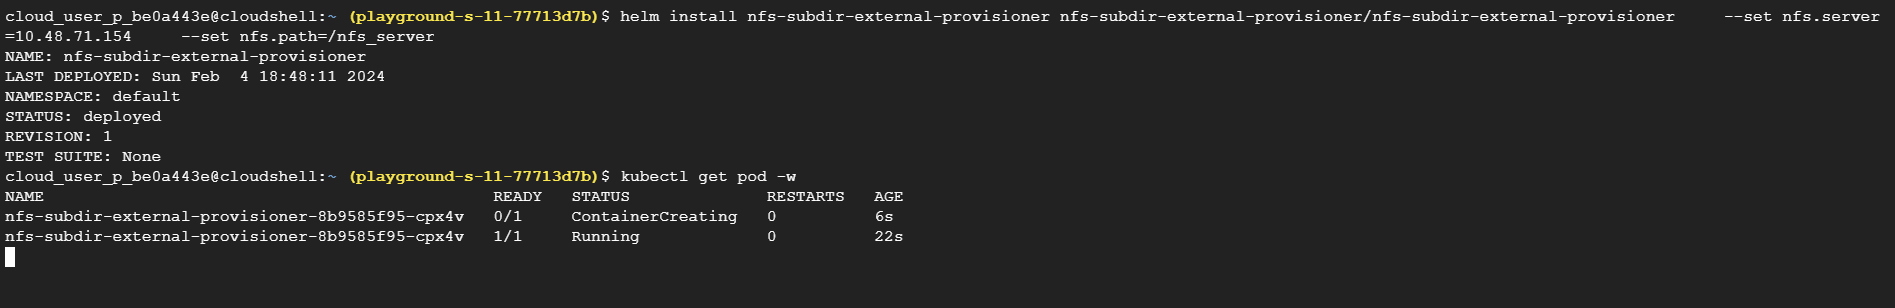 cloud_user_p_be0a443e@cloudshell:~ (playground-s-11-77713d7b)$ helm install nfs-subdir-external-provisioner nfs-subdir-external-provisioner/nfs-subdir-external-provisioner     --set nfs.server
=10.48.71.154     --set nfs.path=/nfs_server
NAME: nfs-subdir-external-provisioner
LAST DEPLOYED: Sun Feb  4 18:48:11 2024
NAMESPACE: default
STATUS: deployed
REVISION: 1
TEST SUITE: None
cloud_user_p_be0a443e@cloudshell:~ (playground-s-11-77713d7b)$ kubectl get pod -w
NAME                                              READY   STATUS              RESTARTS   AGE
nfs-subdir-external-provisioner-8b9585f95-cpx4v   0/1     ContainerCreating   0          6s
nfs-subdir-external-provisioner-8b9585f95-cpx4v   1/1     Running             0          22s